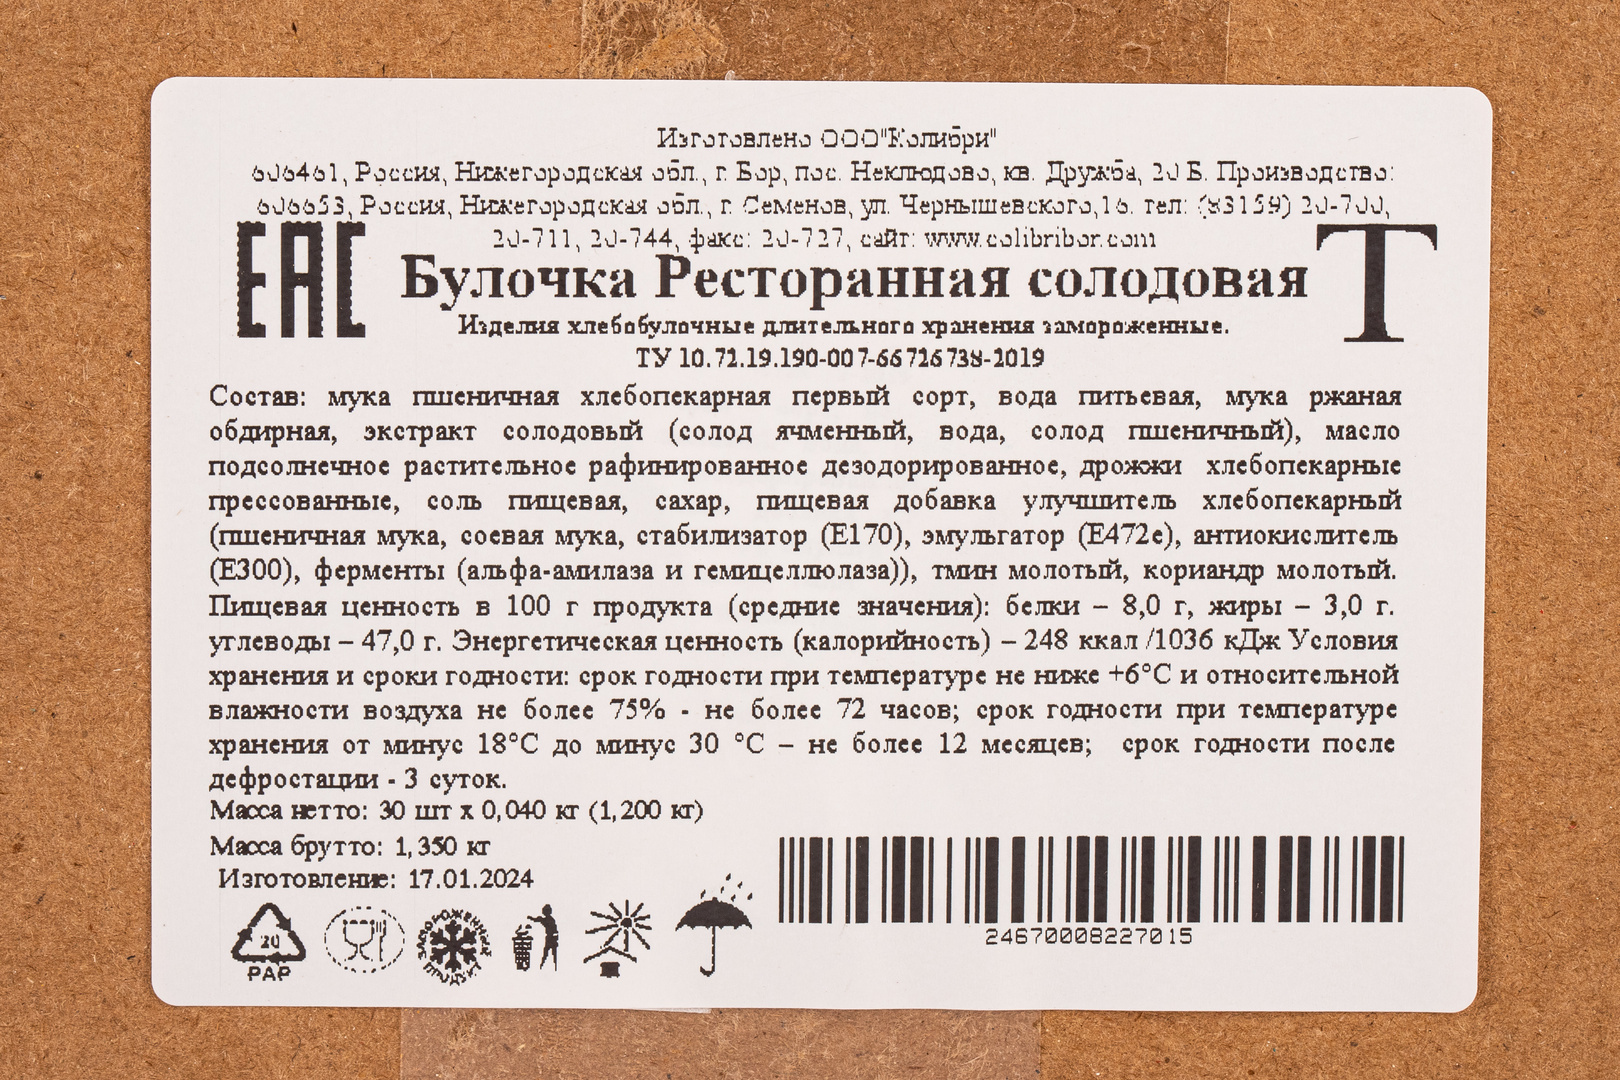 Изготовлено ООО"Колибри"
606461, Россия, Нижегородская обл., г. Бор, пос. Неклюдово, кв. Дружба, 20 Б. Производство:
606653, Россия, Нижегородская обл., г. Семенов, ул. Чернышевского,16. тел: (83159) 20-700,
20-711, 20-744, факс: 20-727, сайт: www.colibribor.com
EAC
Булочка Ресторанная солодовая
Т
Изделия хлебобулочные длительного хранения замороженные.
ТУ 10.72.19.190-007-66726738-2019
Состав: мука пшеничная хлебопекарная первый сорт, вода питьевая, мука ржаная
обдирная, экстракт солодовый (солод ячменный, вода, солод пшеничный), масло
подсолнечное растительное рафинированное дезодорированное, дрожжи хлебопекарные
прессованные, соль пищевая, сахар, пищевая добавка улучшитель хлебопекарный
(пшеничная мука, соевая мука, стабилизатор (Е170), эмульгатор (Е472е), антиокислитель
(Е300), ферменты (альфа-амилаза и гемицеллюлаза)), тмин молотый, кориандр молотый.
Пищевая ценность в 100 г продукта (средние значения): белки – 8,0 г, жиры – 3,0 г.
углеводы – 47,0 г. Энергетическая ценность (калорийность) – 248 ккал /1036 кДж Условия
хранения и сроки годности: срок годности при температуре не ниже +6°С и относительной
влажности воздуха не более 75% - не более 72 часов; срок годности при температуре
хранения от минус 18°С до минус 30 °С – не более 12 месяцев; срок годности после
дефростации - 3 суток.
Масса нетто: 30 шт х 0,040 кг (1,200 кг)
Масса брутто: 1,350 кг
Изготовление: 17.01.2024
20
PAP
ЗАМОРОЖЕННЫЙ
ПРОДУКТ
24670008227015